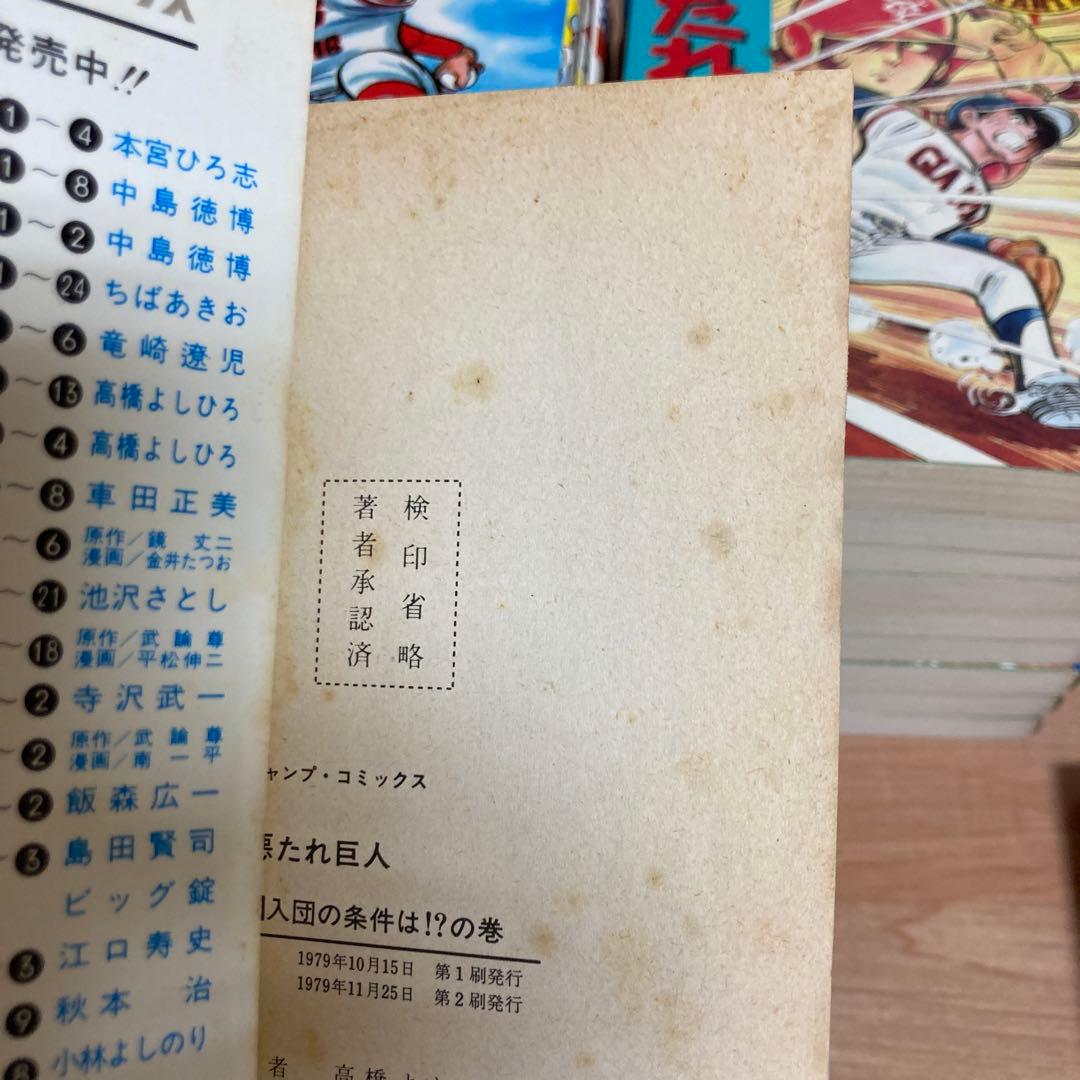 発売中!!
1～4 本宮ひろ志
1～8 中島徳博
1～2 中島徳博
1～24 ちばあきお
～6 竜崎遼児
～13 高橋よしひろ
～4 高橋よしひろ
～8 車田正美
～6 原作／鏡丈二
漫画／金井たつお
～21 池沢さとし
～18 原作／武論尊
漫画／平松伸二
～2 寺沢武一
～2 原作／武論尊
漫画／南一平
～2 飯森広一
～3 島田賢司
ビッグ錠
3 江口寿史
9 秋本治
8 小林よしのり
たれ
検印省略
著者承認済
ャンプ・コミックス
悪たれ巨人
入団の条件は!?の巻
1979年10月15日 第1刷発行
1979年11月25日 第2刷発行
者 高橋よ